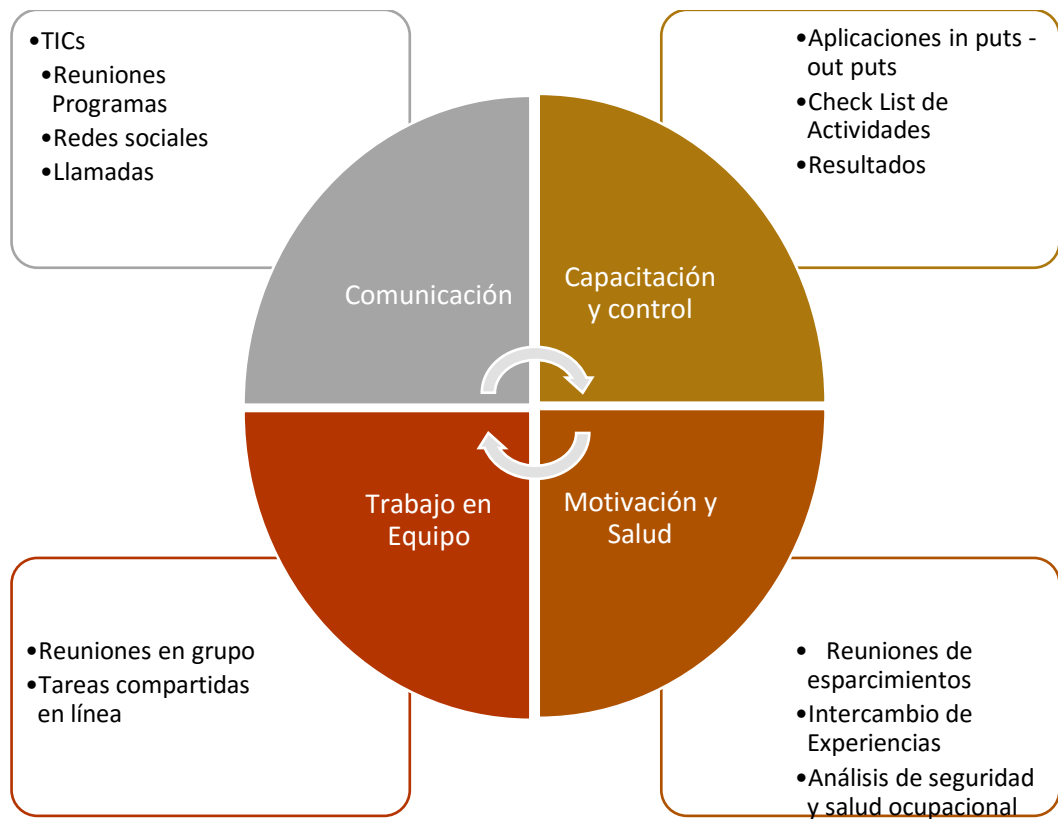 •TICs
•Reuniones
Programas
•Redes sociales
•Llamadas
•Aplicaciones in puts -
out puts
•Check List de
Actividades
•Resultados
Comunicación
Capacitación
y control
Trabajo en
Equipo
Motivación y
Salud
•Reuniones en grupo
•Tareas compartidas
en línea
• Reuniones de
esparcimientos
•Intercambio de
Experiencias
•Análisis de seguridad
y salud ocupacional